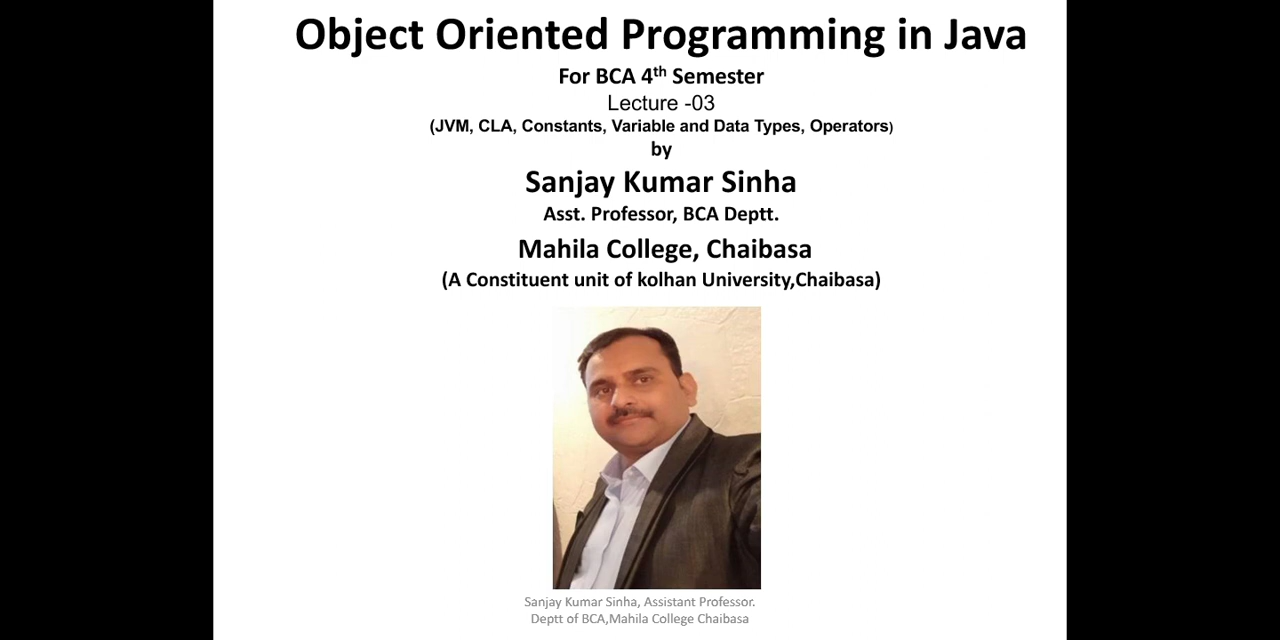 Object Oriented Programming in Java
For BCA 4th Semester
Lecture -03
(JVM, CLA, Constants, Variable and Data Types, Operators)
by
Sanjay Kumar Sinha
Asst. Professor, BCA Deptt.
Mahila College, Chaibasa
(A Constituent unit of kolhan University,Chaibasa)
Sanjay Kumar Sinha, Assistant Professor.
Deptt of BCA,Mahila College Chaibasa